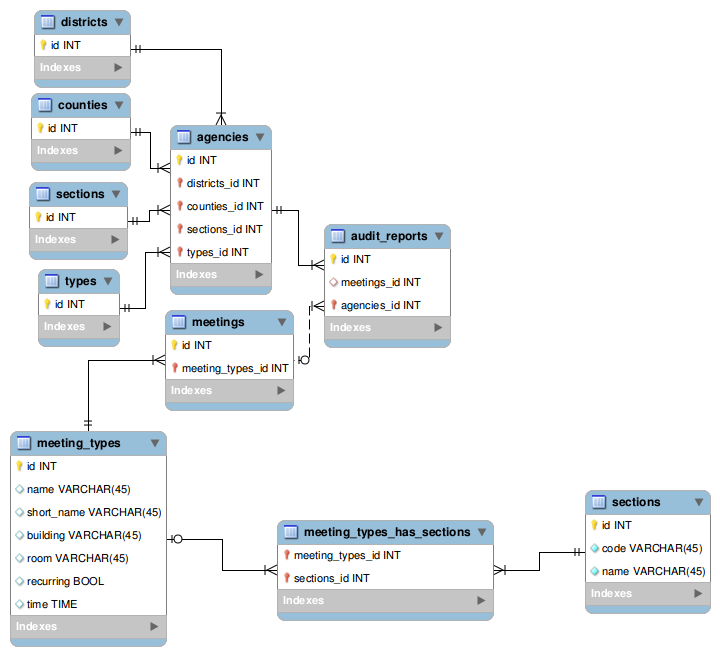 districts
id INT
Indexes
counties
id INT
Indexes
sections
id INT
Indexes
types
id INT
Indexes
agencies
id INT
districts_id INT
counties_id INT
sections_id INT
types_id INT
Indexes
audit_reports
id INT
meetings_id INT
agencies_id INT
Indexes
meetings
id INT
meeting_types_id INT
Indexes
meeting_types
id INT
name VARCHAR(45)
short_name VARCHAR(45)
building VARCHAR(45)
room VARCHAR(45)
recurring BOOL
time TIME
Indexes
meeting_types_has_sections
meeting_types_id INT
sections_id INT
Indexes
sections
id INT
code VARCHAR(45)
name VARCHAR(45)
Indexes